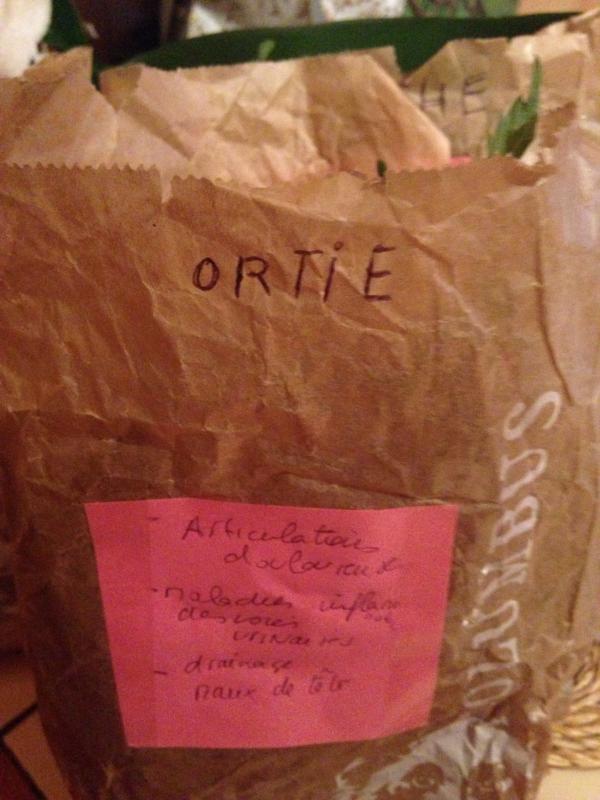 HE
ORTiE
- Articulations
douloureuses
- maladies inflam
des voies
urinaires
- drainage
maux de tête
OLUMBUS